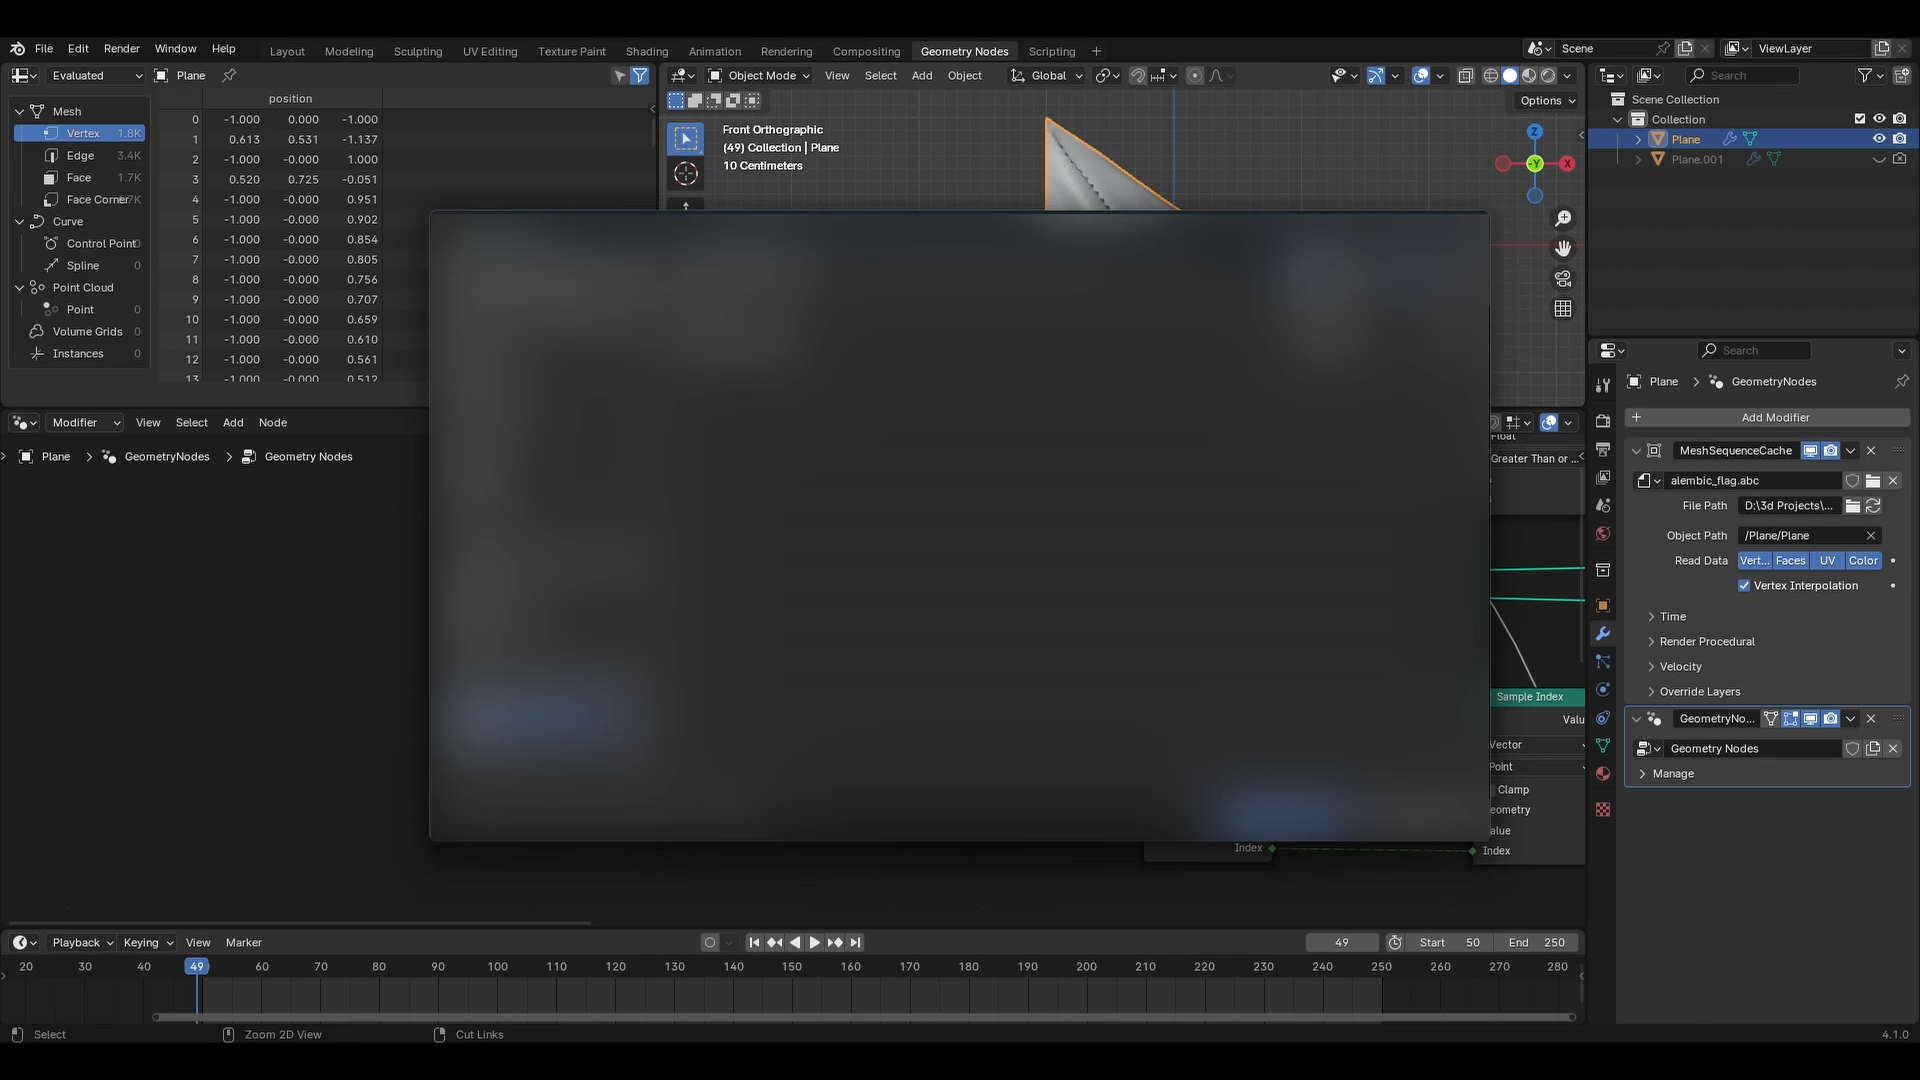 File Edit Render Window Help Layout Modeling Sculpting UV Editing Texture Paint Shading Animation Rendering Compositing Geometry Nodes Scripting + Scene ViewLayer
Evaluated Plane
Object Mode View Select Add Object Global
Search
position
Options
Scene Collection
Mesh
Collection
Vertex 1.8K
Edge 3.4K
Face 1.7K
Face Corner
Curve
Control Point 0
Spline 0
Point Cloud
Point 0
Volume Grids 0
Instances 0
0 -1.000 0.000 -1.000
1 0.613 0.531 -1.137
2 -1.000 -0.000 1.000
3 0.520 0.725 -0.051
4 -1.000 -0.000 0.951
5 -1.000 -0.000 0.902
6 -1.000 -0.000 0.854
7 -1.000 -0.000 0.805
8 -1.000 -0.000 0.756
9 -1.000 -0.000 0.707
10 -1.000 -0.000 0.659
11 -1.000 -0.000 0.610
12 -1.000 -0.000 0.561
13 -1.000 -0.000 0.512
Front Orthographic
(49) Collection | Plane
10 Centimeters
Z
-Y
X
Plane
Plane.001
Search
Plane GeometryNodes
Add Modifier
MeshSequenceCache
alembic_flag.abc
File Path D:\3d Projects\...
Object Path /Plane/Plane
Read Data Vert... Faces UV Color
Vertex Interpolation
Time
Render Procedural
Velocity
Override Layers
GeometryNo...
Geometry Nodes
Manage
Modifier View Select Add Node
Plane GeometryNodes Geometry Nodes
Float
Greater Than or ...
Sample Index
Valu
Vector
Point
Clamp
eometry
alue
Index
Index
Playback Keying View Marker
49 Start 50 End 250
20 30 40 49 60 70 80 90 100 110 120 130 140 150 160 170 180 190 200 210 220 230 240 250 260 270 280
Select Zoom 2D View Cut Links 4.1.0